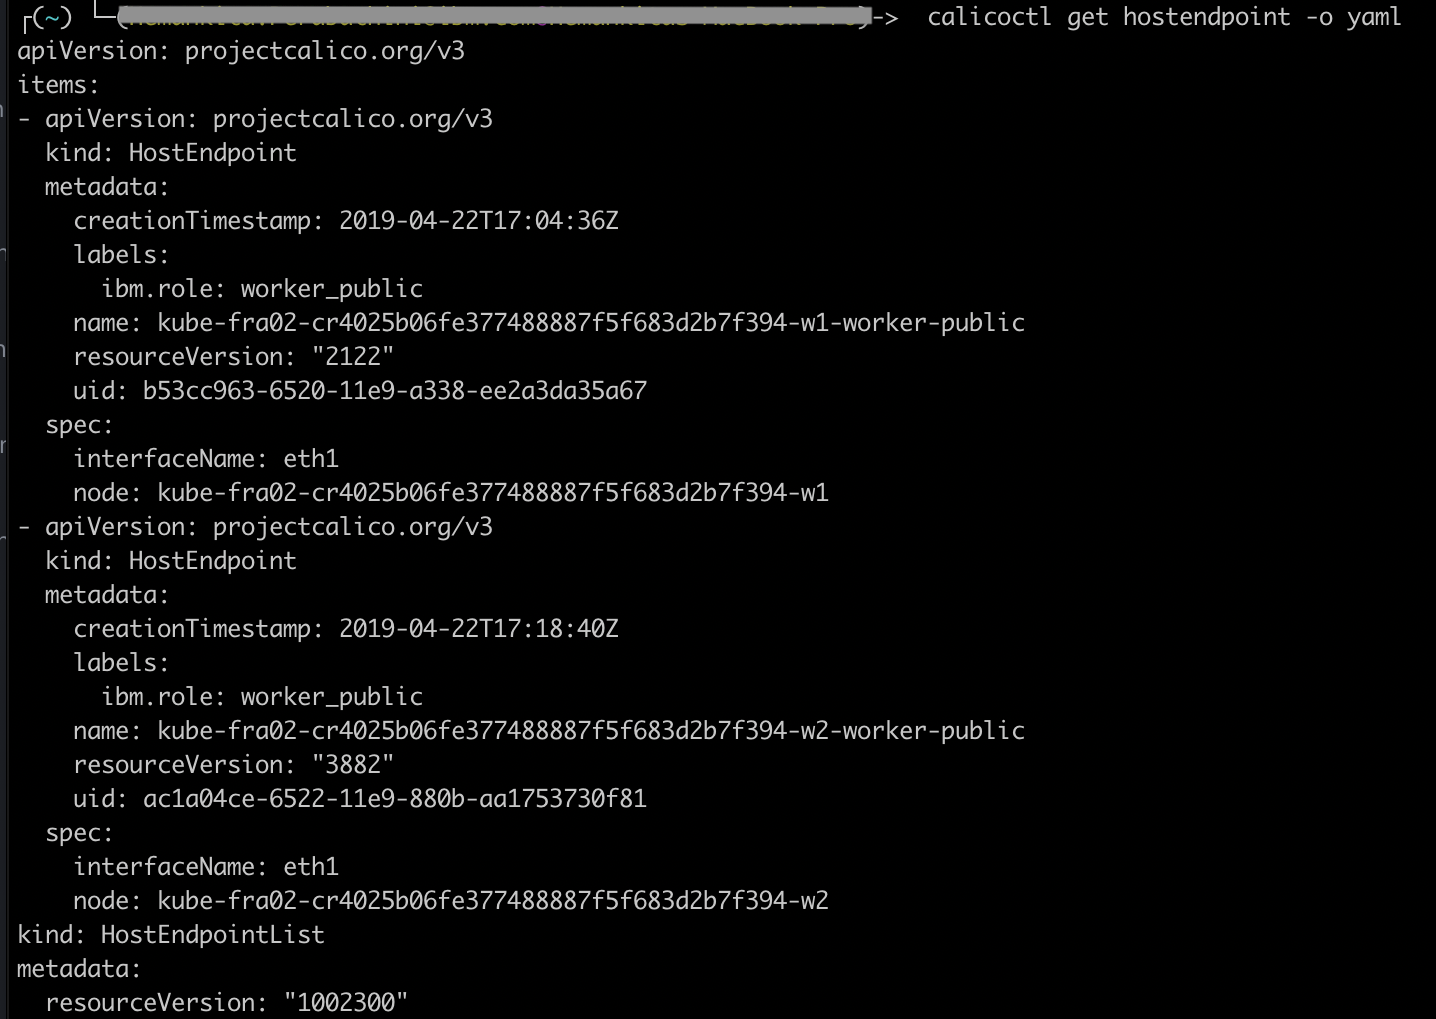 (~) -> calicoctl get hostendpoint -o yaml
apiVersion: projectcalico.org/v3
items:
- apiVersion: projectcalico.org/v3
  kind: HostEndpoint
  metadata:
    creationTimestamp: 2019-04-22T17:04:36Z
    labels:
      ibm.role: worker_public
    name: kube-fra02-cr4025b06fe377488887f5f683d2b7f394-w1-worker-public
    resourceVersion: "2122"
    uid: b53cc963-6520-11e9-a338-ee2a3da35a67
  spec:
    interfaceName: eth1
    node: kube-fra02-cr4025b06fe377488887f5f683d2b7f394-w1
- apiVersion: projectcalico.org/v3
  kind: HostEndpoint
  metadata:
    creationTimestamp: 2019-04-22T17:18:40Z
    labels:
      ibm.role: worker_public
    name: kube-fra02-cr4025b06fe377488887f5f683d2b7f394-w2-worker-public
    resourceVersion: "3882"
    uid: ac1a04ce-6522-11e9-880b-aa1753730f81
  spec:
    interfaceName: eth1
    node: kube-fra02-cr4025b06fe377488887f5f683d2b7f394-w2
kind: HostEndpointList
metadata:
  resourceVersion: "1002300"